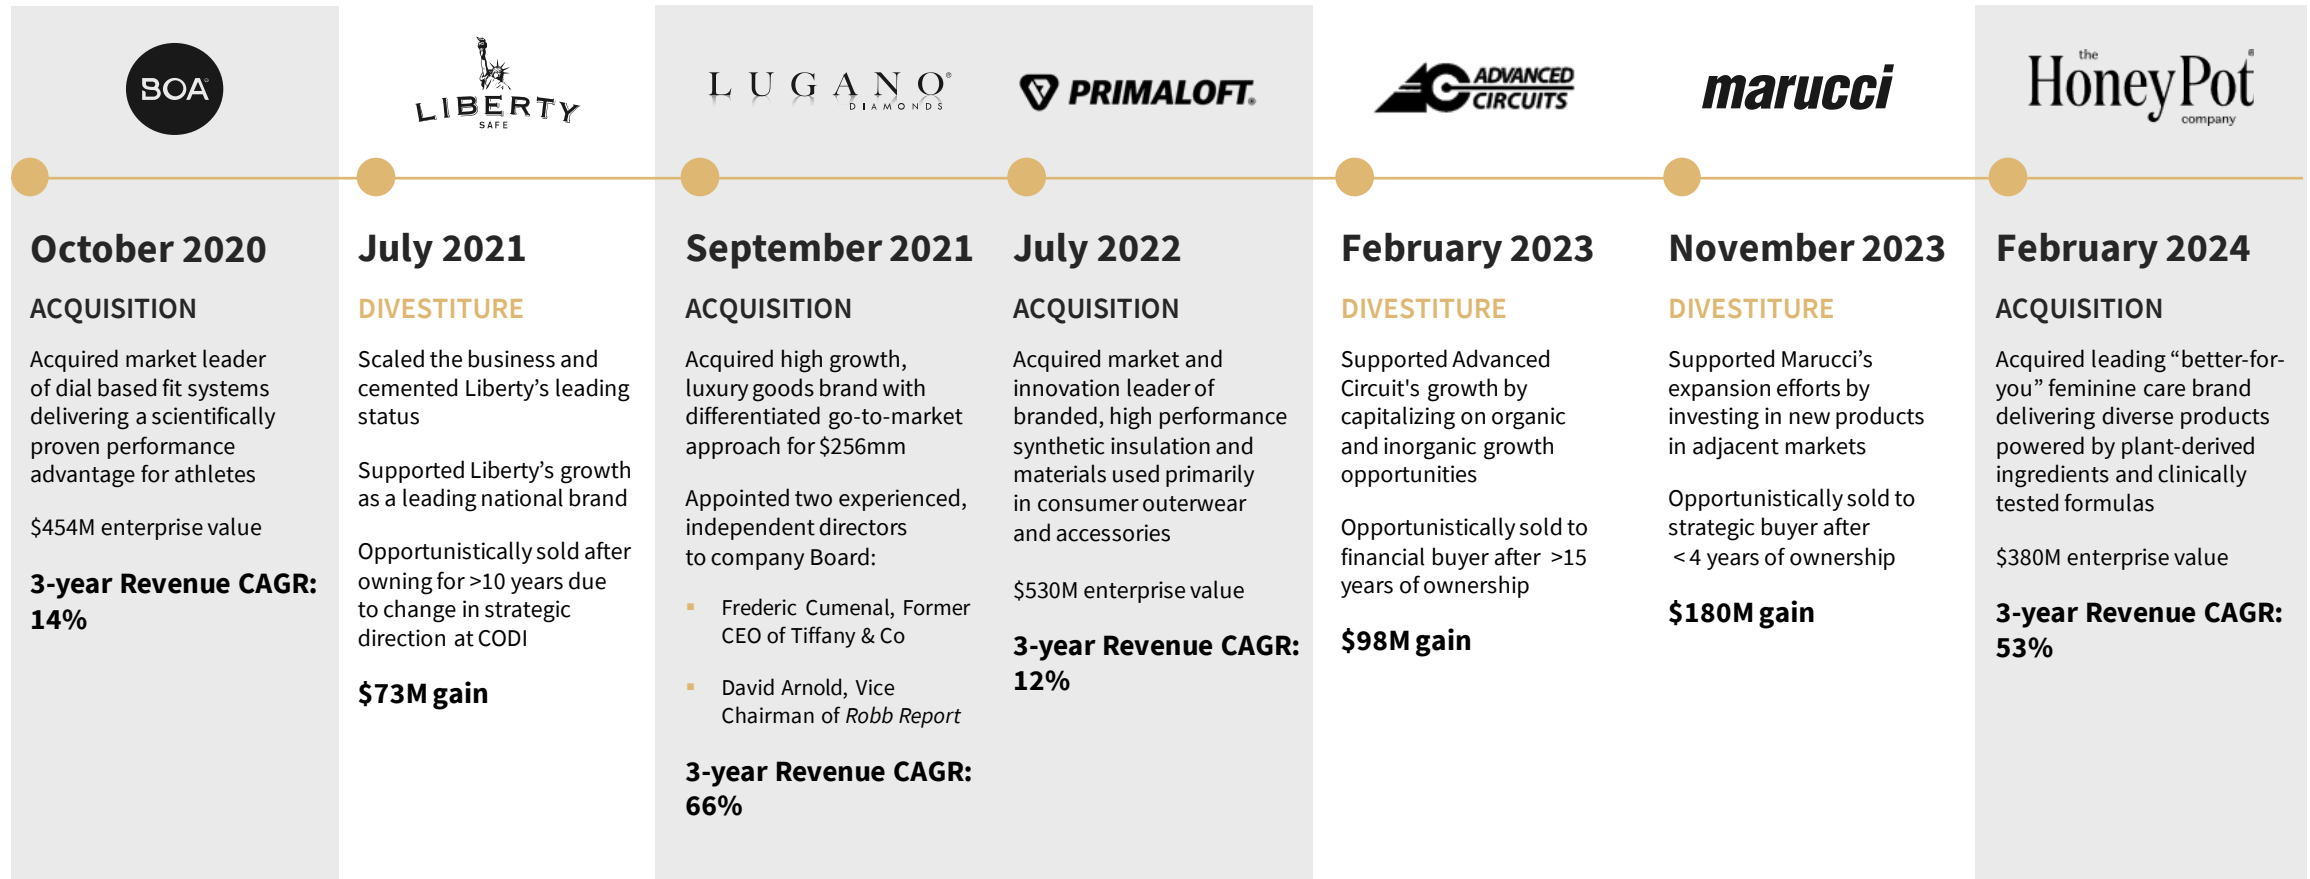 BOA
October 2020
ACQUISITION
Acquired market leader
of dial based fit systems
delivering a scientifically
proven performance
advantage for athletes
$454M enterprise value
3-year Revenue CAGR:
14%
LIBERTY
SAFE
July 2021
DIVESTITURE
Scaled the business and
cemented Liberty’s leading
status
Supported Liberty’s growth
as a leading national brand
Opportunistically sold after
owning for >10 years due
to change in strategic
direction at CODI
$73M gain
LUGANO®
DIAMONDS
September 2021
ACQUISITION
Acquired high growth,
luxury goods brand with
differentiated go-to-market
approach for $256mm
Appointed two experienced,
independent directors
to company Board:
▪ Frederic Cumenal, Former
CEO of Tiffany & Co
▪ David Arnold, Vice
Chairman of Robb Report
3-year Revenue CAGR:
66%
PRIMALOFT®
July 2022
ACQUISITION
Acquired market and
innovation leader of
branded, high performance
synthetic insulation and
materials used primarily
in consumer outerwear
and accessories
$530M enterprise value
3-year Revenue CAGR:
12%
ADVANCED
CIRCUITS
February 2023
DIVESTITURE
Supported Advanced
Circuit's growth by
capitalizing on organic
and inorganic growth
opportunities
Opportunistically sold to
financial buyer after >15
years of ownership
$98M gain
marucci
November 2023
DIVESTITURE
Supported Marucci’s
expansion efforts by
investing in new products
in adjacent markets
Opportunistically sold to
strategic buyer after
< 4 years of ownership
$180M gain
the
HoneyPot®
company
February 2024
ACQUISITION
Acquired leading “better-for-
you” feminine care brand
delivering diverse products
powered by plant-derived
ingredients and clinically
tested formulas
$380M enterprise value
3-year Revenue CAGR:
53%